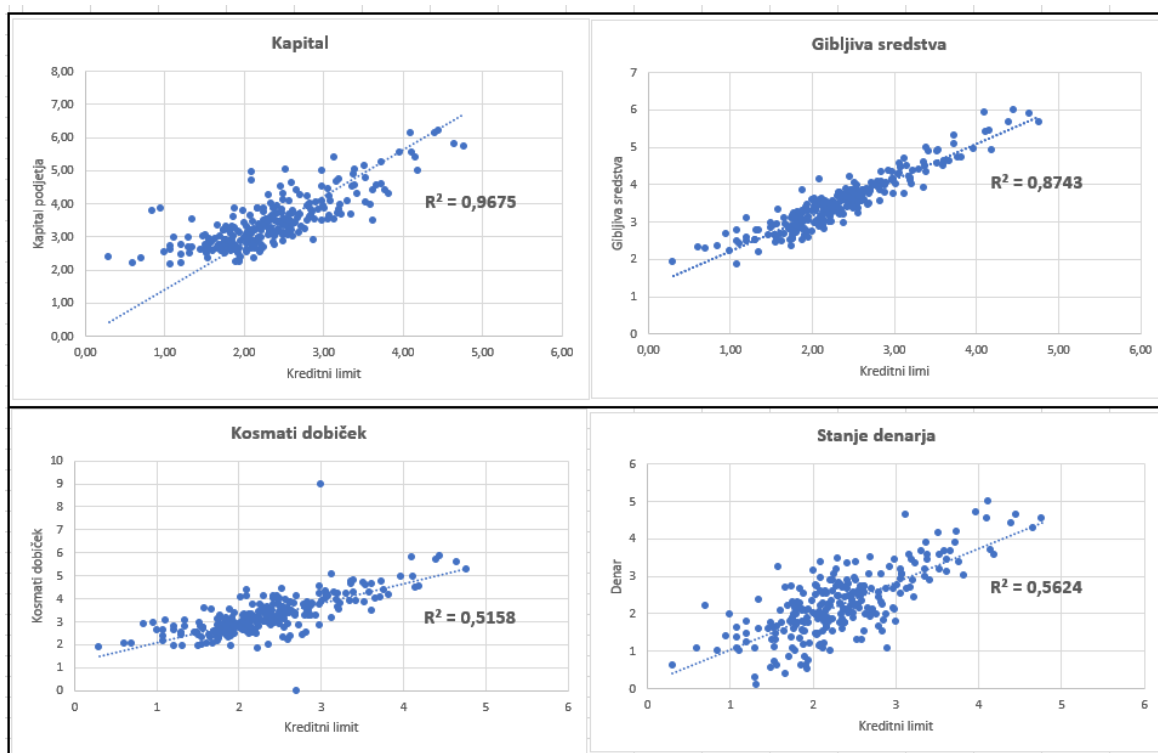 Kapital
Kapital podjetja
8,00
7,00
6,00
5,00
4,00
3,00
2,00
1,00
0,00
R² = 0,9675
0,00 1,00 2,00 3,00 4,00 5,00 6,00
Kreditni limit
Gibljiva sredstva
Gibljiva sredstva
7
6
5
4
3
2
1
0
R² = 0,8743
0,00 1,00 2,00 3,00 4,00 5,00 6,00
Kreditni limi
Kosmati dobiček
Kosmati dobiček
10
9
8
7
6
5
4
3
2
1
0
R² = 0,5158
0 1 2 3 4 5 6
Kreditni limit
Stanje denarja
Denar
6
5
4
3
2
1
0
R² = 0,5624
0 1 2 3 4 5 6
Kreditni limit